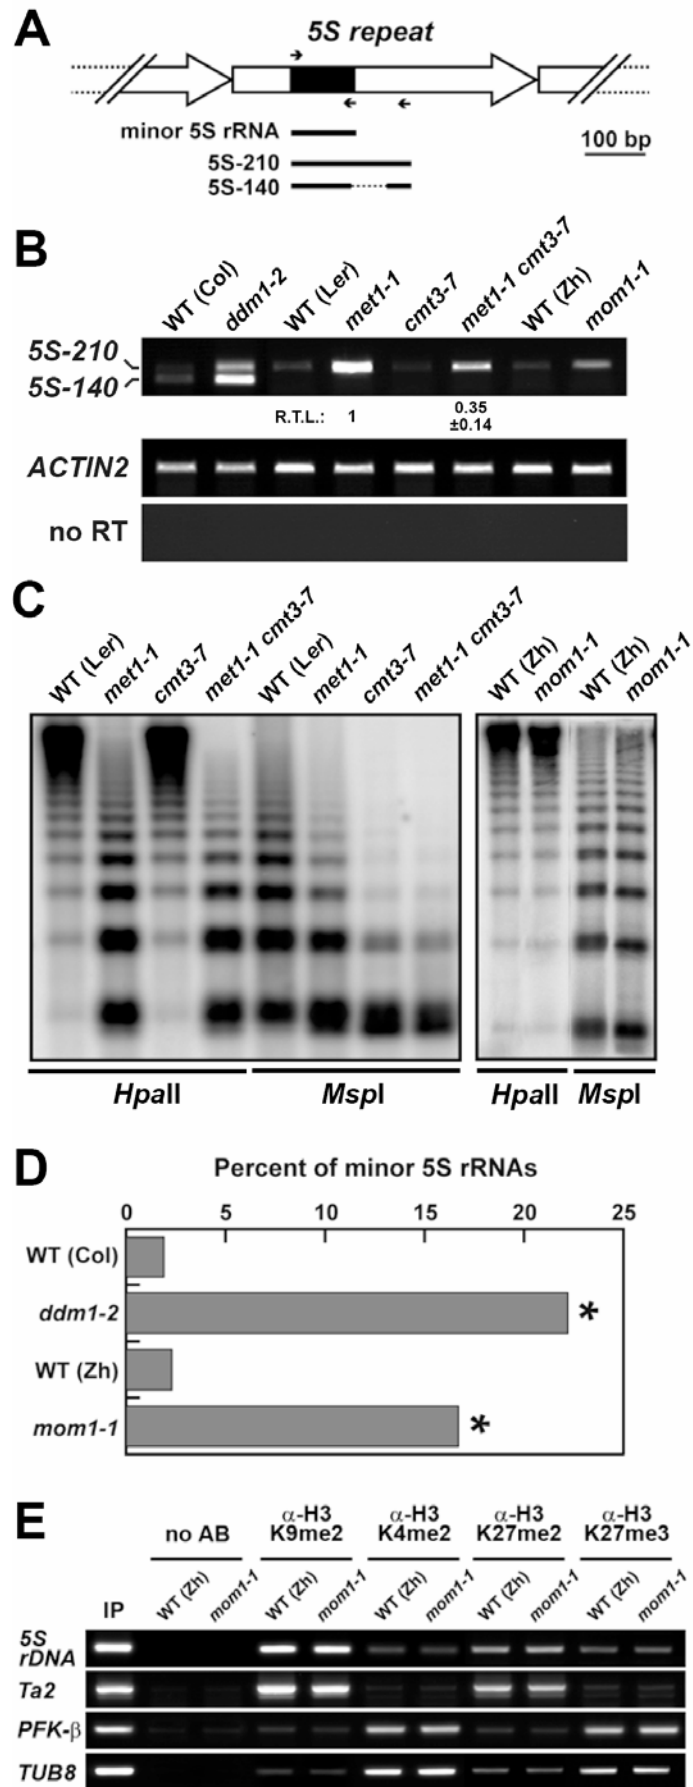 A
5S repeat
minor 5S rRNA
100 bp
5S-210
5S-140
B
WT (Col) ddm1-2 WT (Ler) met1-1 cmt3-7 met1-1 cmt3-7 WT (Zh) mom1-1
5S-210
5S-140
R.T.L.: 1 0.35
±0.14
ACTIN2
no RT
C
WT (Ler) met1-1 cmt3-7 met1-1 cmt3-7 WT (Ler) met1-1 cmt3-7 met1-1 cmt3-7 WT (Zh) mom1-1 WT (Zh) mom1-1
HpaII MspI HpaII MspI
D
Percent of minor 5S rRNAs
0 5 10 15 20 25
WT (Col)
ddm1-2 *
WT (Zh)
mom1-1 *
E
no AB α-H3 K9me2 α-H3 K4me2 α-H3 K27me2 α-H3 K27me3
IP WT (Zh) mom1-1 WT (Zh) mom1-1 WT (Zh) mom1-1 WT (Zh) mom1-1 WT (Zh) mom1-1
5S
rDNA
Ta2
PFK-β
TUB8